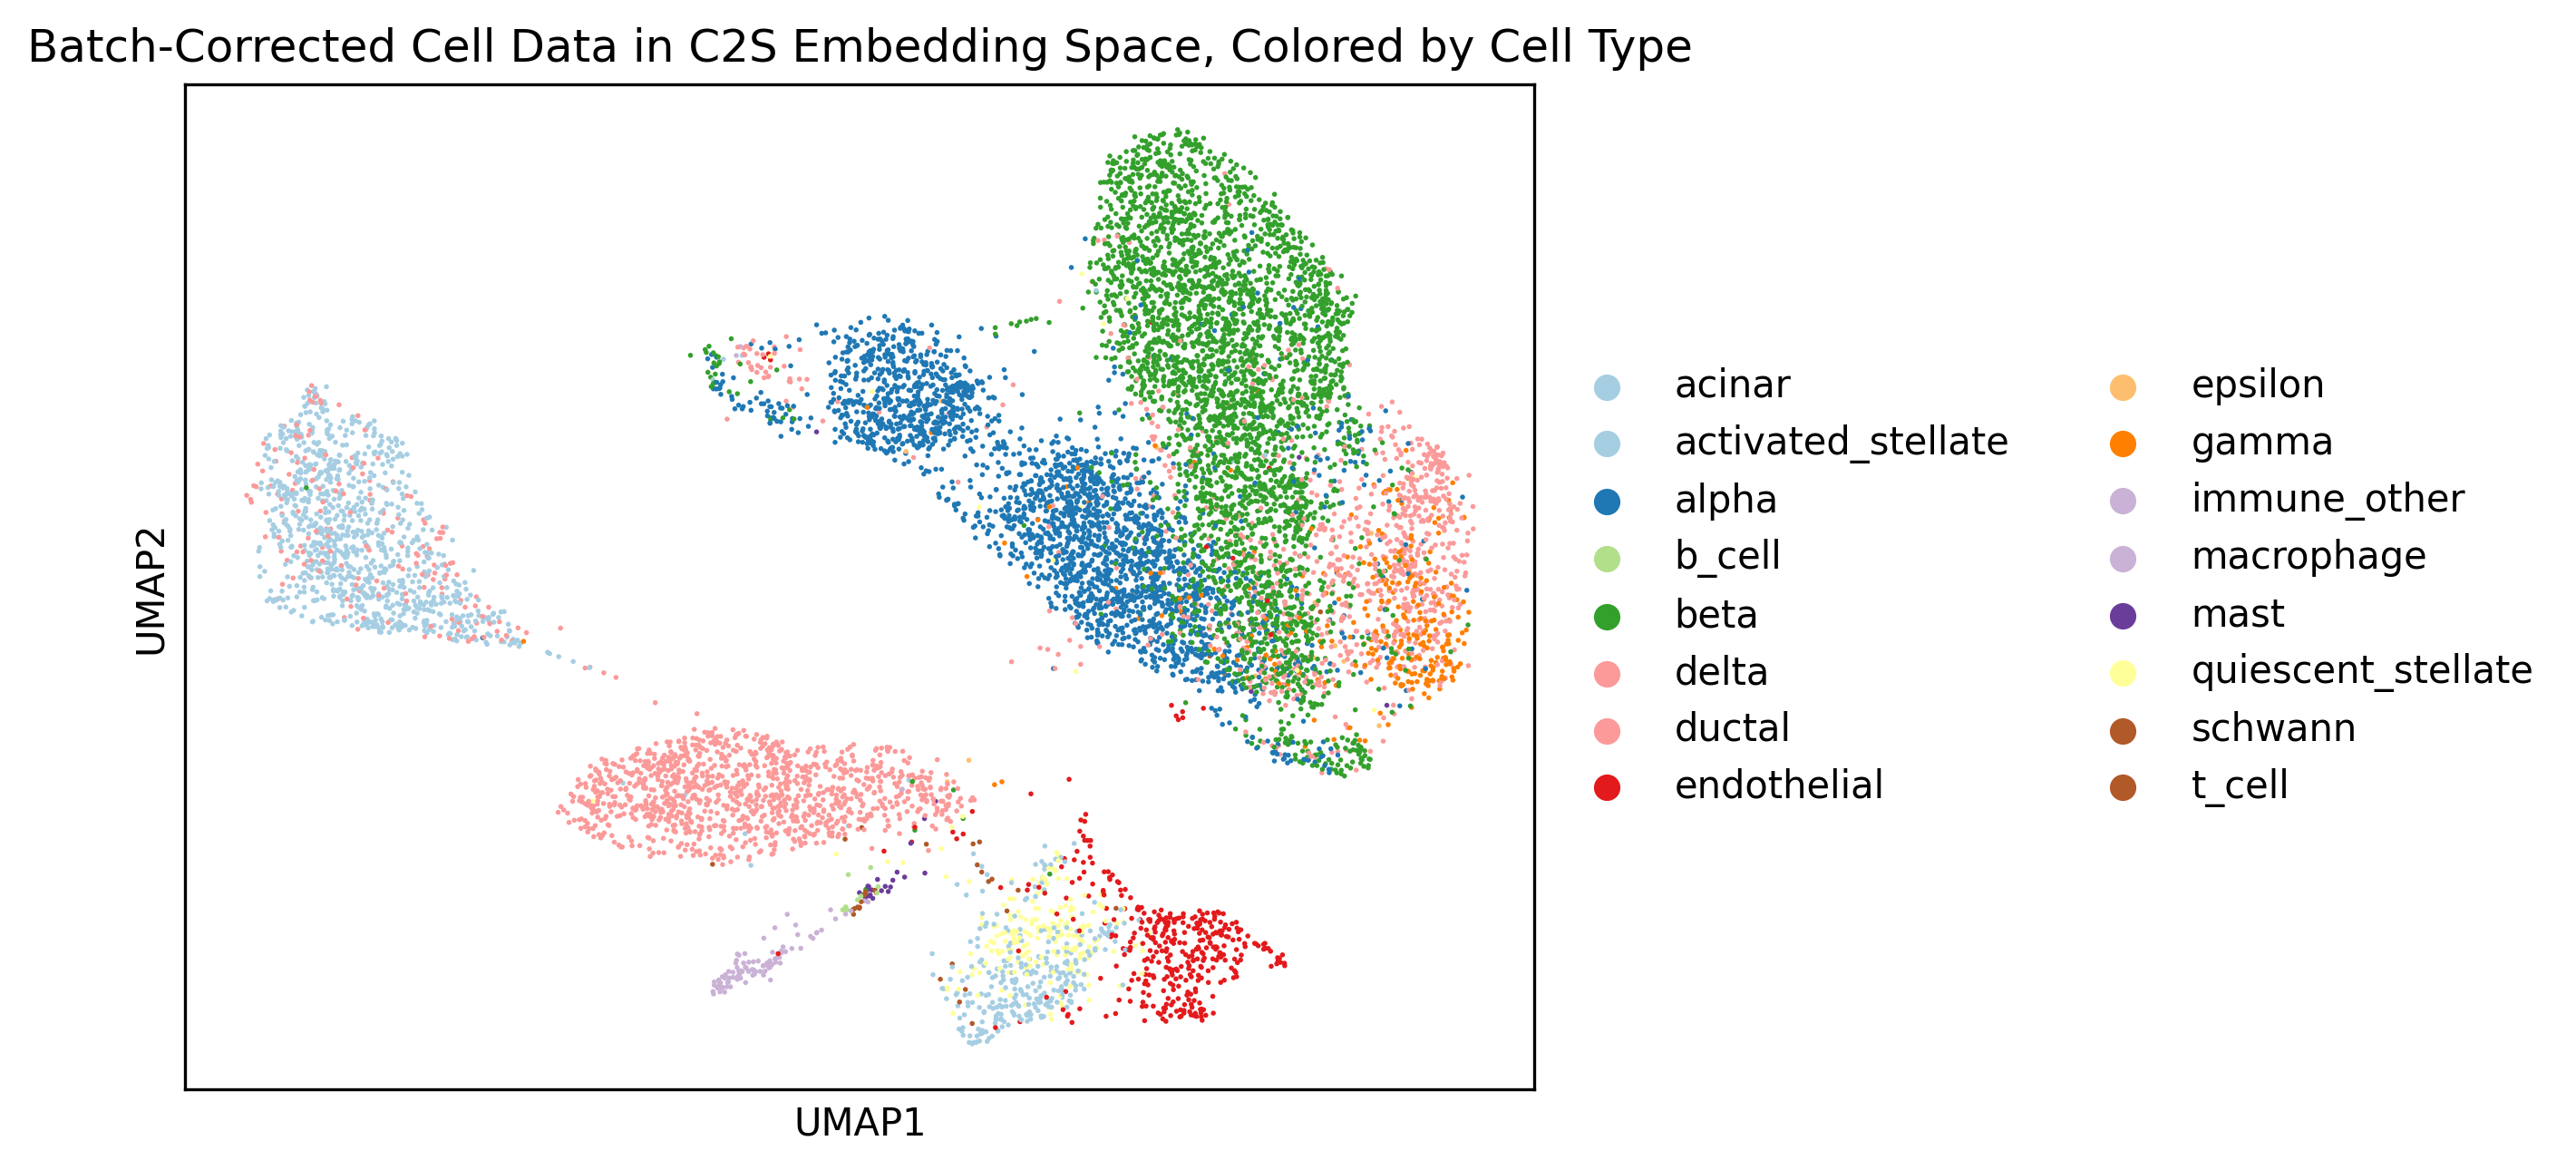 Batch-Corrected Cell Data in C2S Embedding Space, Colored by Cell Type
UMAP2
UMAP1
acinar
activated_stellate
alpha
b_cell
beta
delta
ductal
endothelial
epsilon
gamma
immune_other
macrophage
mast
quiescent_stellate
schwann
t_cell